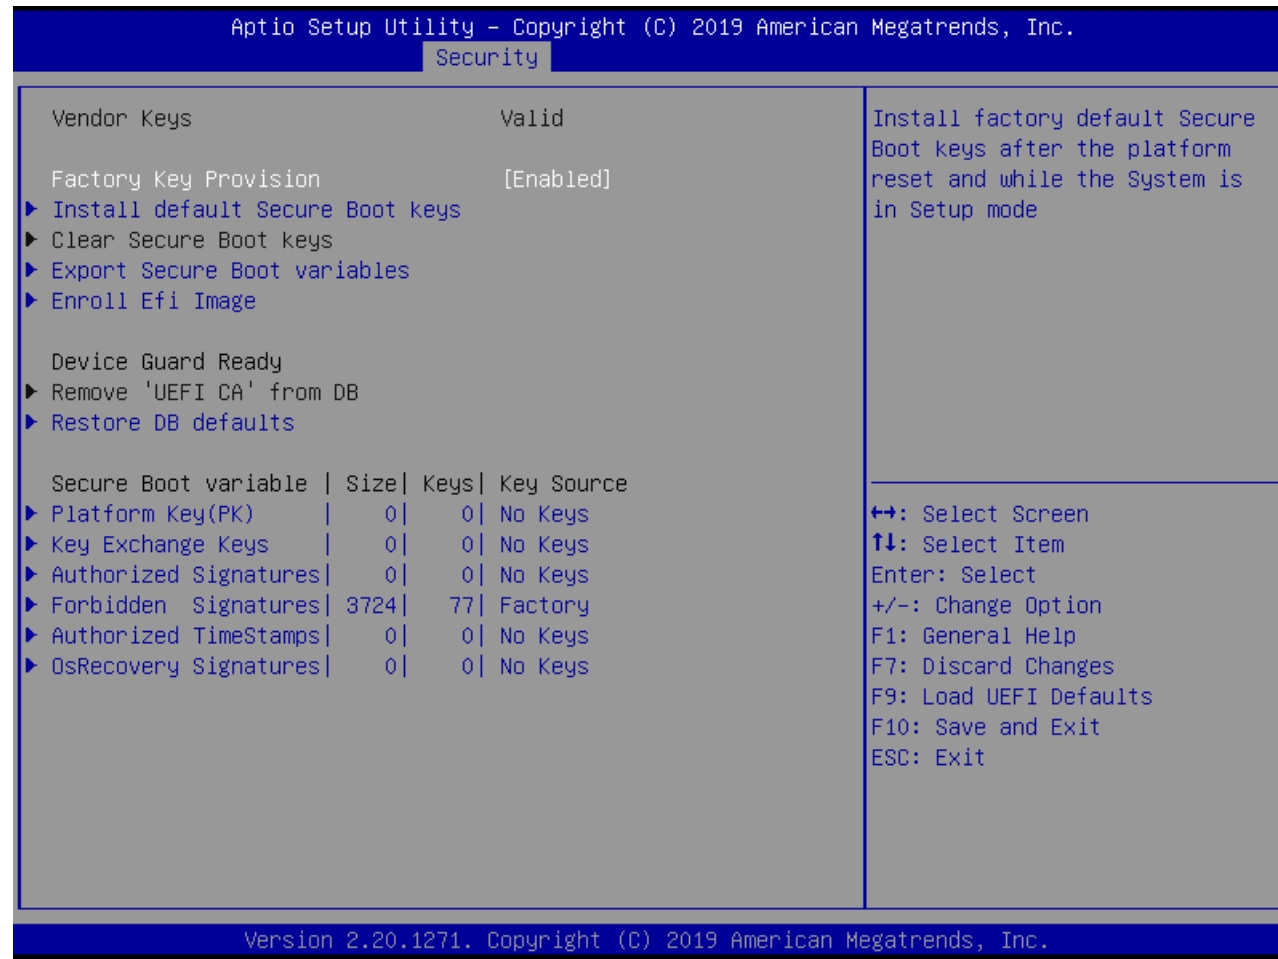 Aptio Setup Utility – Copyright (C) 2019 American Megatrends, Inc.
Security
Vendor Keys Valid
Factory Key Provision [Enabled]
Install default Secure Boot keys
Clear Secure Boot keys
Export Secure Boot variables
Enroll Efi Image
Device Guard Ready
Remove 'UEFI CA' from DB
Restore DB defaults
Secure Boot variable | Size| Keys| Key Source
Platform Key(PK) | 0| 0| No Keys
Key Exchange Keys | 0| 0| No Keys
Authorized Signatures| 0| 0| No Keys
Forbidden Signatures| 3724| 77| Factory
Authorized TimeStamps| 0| 0| No Keys
OsRecovery Signatures| 0| 0| No Keys
Install factory default Secure
Boot keys after the platform
reset and while the System is
in Setup mode
↔: Select Screen
↑↓: Select Item
Enter: Select
+/-: Change Option
F1: General Help
F7: Discard Changes
F9: Load UEFI Defaults
F10: Save and Exit
ESC: Exit
Version 2.20.1271. Copyright (C) 2019 American Megatrends, Inc.